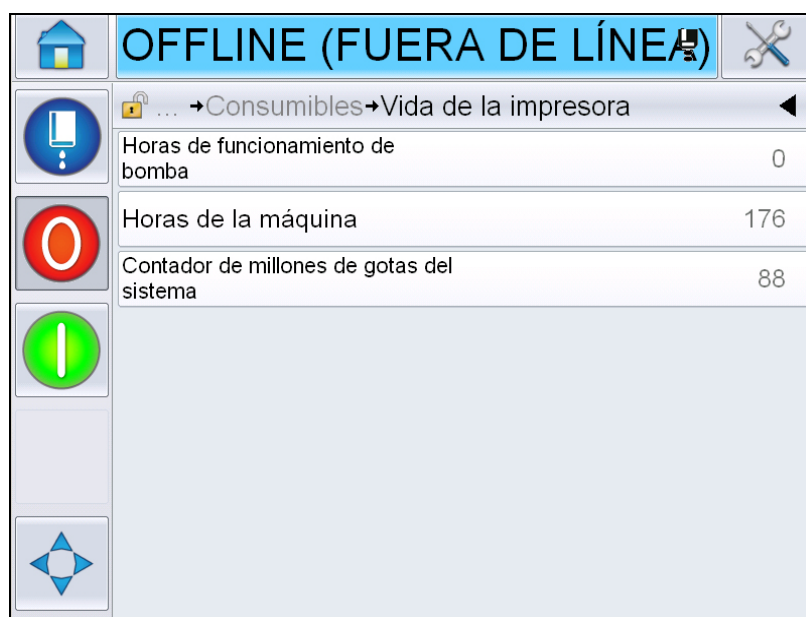 OFFLINE (FUERA DE LÍNEA)
... →Consumibles→Vida de la impresora
Horas de funcionamiento de
bomba
0
Horas de la máquina
176
Contador de millones de gotas del
sistema
88